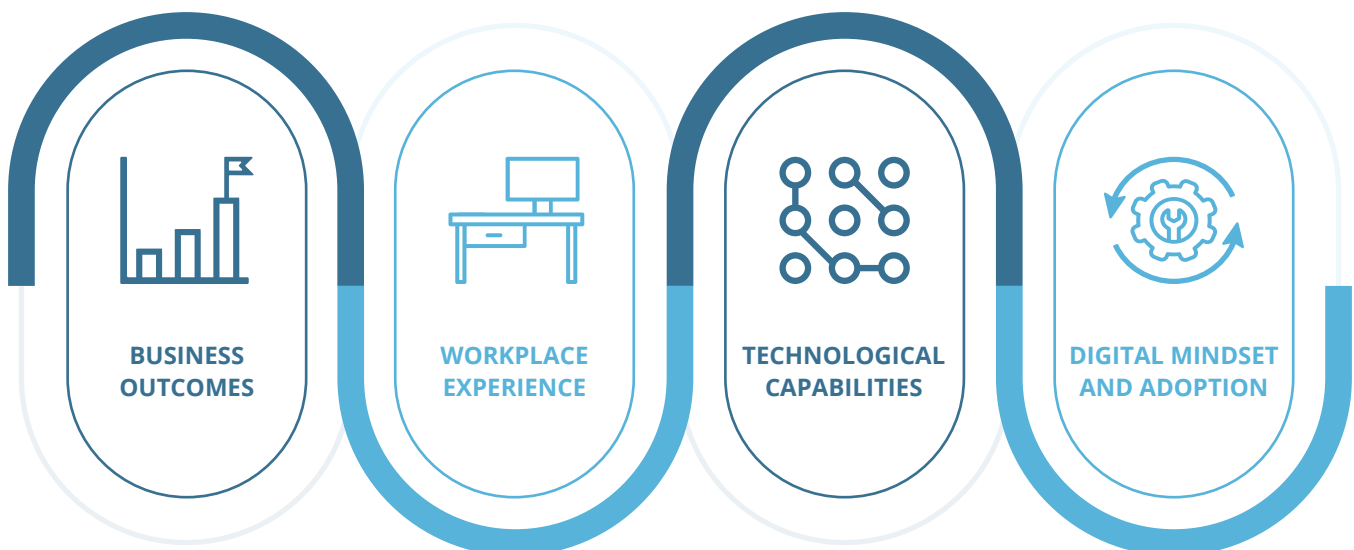 BUSINESS
OUTCOMES
WORKPLACE
EXPERIENCE
TECHNOLOGICAL
CAPABILITIES
DIGITAL MINDSET
AND ADOPTION